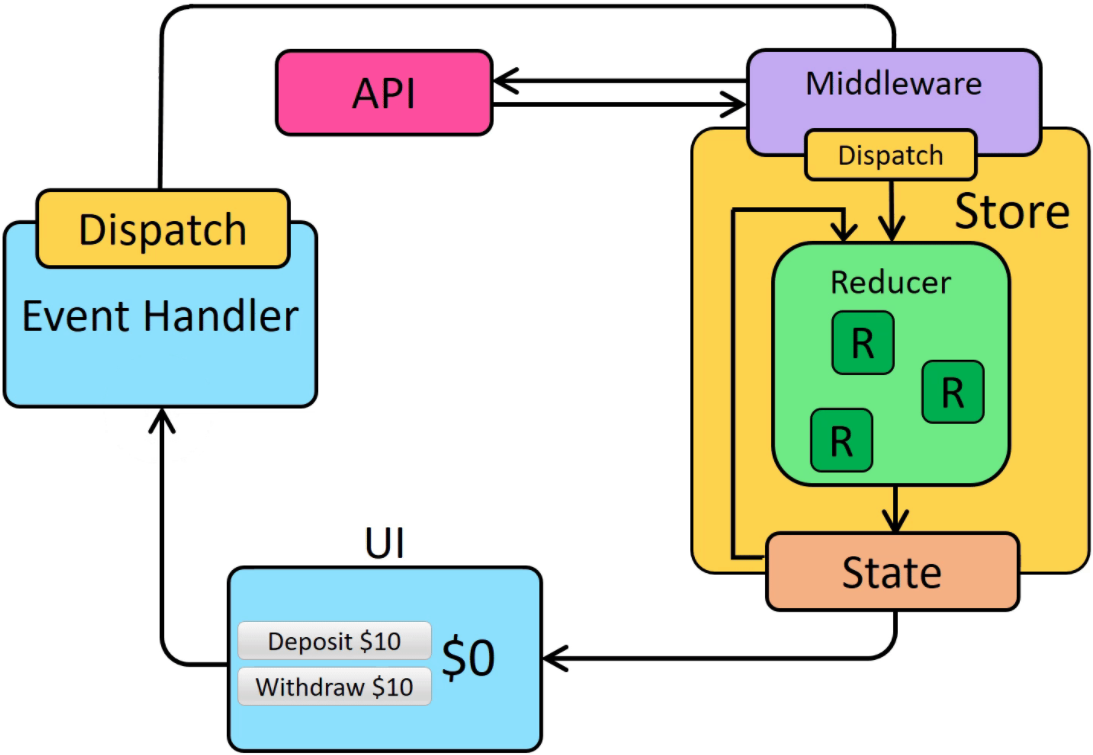 API
Middleware
Dispatch
Store
Dispatch
Event Handler
Reducer
R
R
R
UI
State
Deposit $10
$0
Withdraw $10